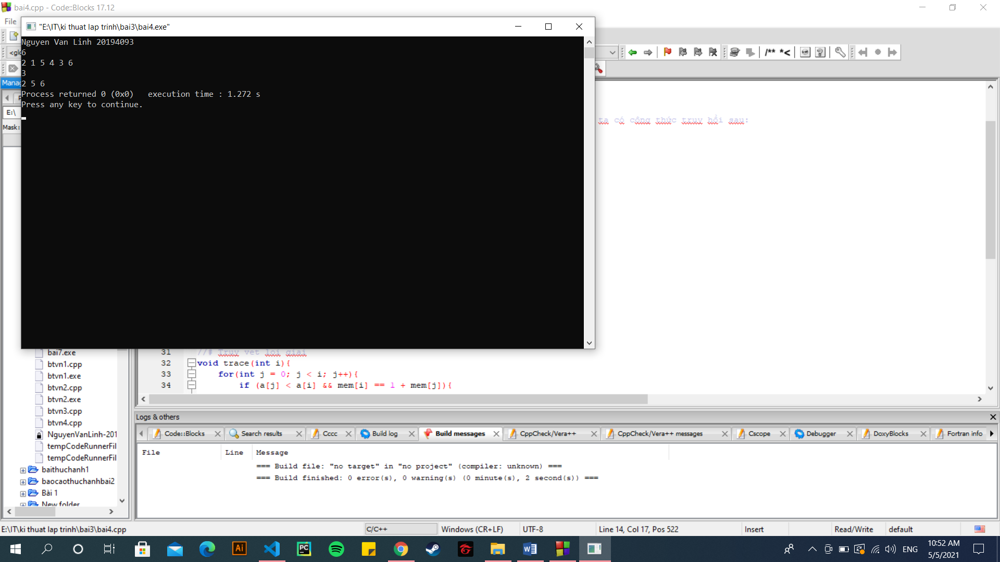 bai4.cpp - Code::Blocks 17.12
File
"E:\IT\ki thuat lap trinh\bai3\bai4.exe"
Nguyen Van Linh 20194093
6
2 1 5 4 3 6
3
2 5 6
Process returned 0 (0x0)   execution time : 1.272 s
Press any key to continue.
<glo
/** *<
Manag
P
E:\
Mask:
ta có công thức truy hồi sau:
bai7.exe
btvn1.cpp
btvn1.exe
btvn2.cpp
btvn2.exe
btvn3.cpp
btvn4.cpp
NguyenVanLinh-201
tempCodeRunnerFil
tempCodeRunnerFil
baithuchanh1
baocaothuchanhbai2
Bài 1
New folder
31 //# Truy vet loi giai
32 void trace(int i){
33 for(int j = 0; j < i; j++){
34 if (a[j] < a[i] && mem[i] == 1 + mem[j]){
Logs & others
Code::Blocks Search results Cccc Build log Build messages CppCheck/Vera++ CppCheck/Vera++ messages Cscope Debugger DoxyBlocks Fortran info
File Line Message
=== Build file: "no target" in "no project" (compiler: unknown) ===
=== Build finished: 0 error(s), 0 warning(s) (0 minute(s), 2 second(s)) ===
E:\IT\ki thuat lap trinh\bai3\bai4.cpp C/C++ Windows (CR+LF) UTF-8 Line 14, Col 17, Pos 522 Insert Read/Write default
Ai
PC
ENG
10:52 AM
5/5/2021